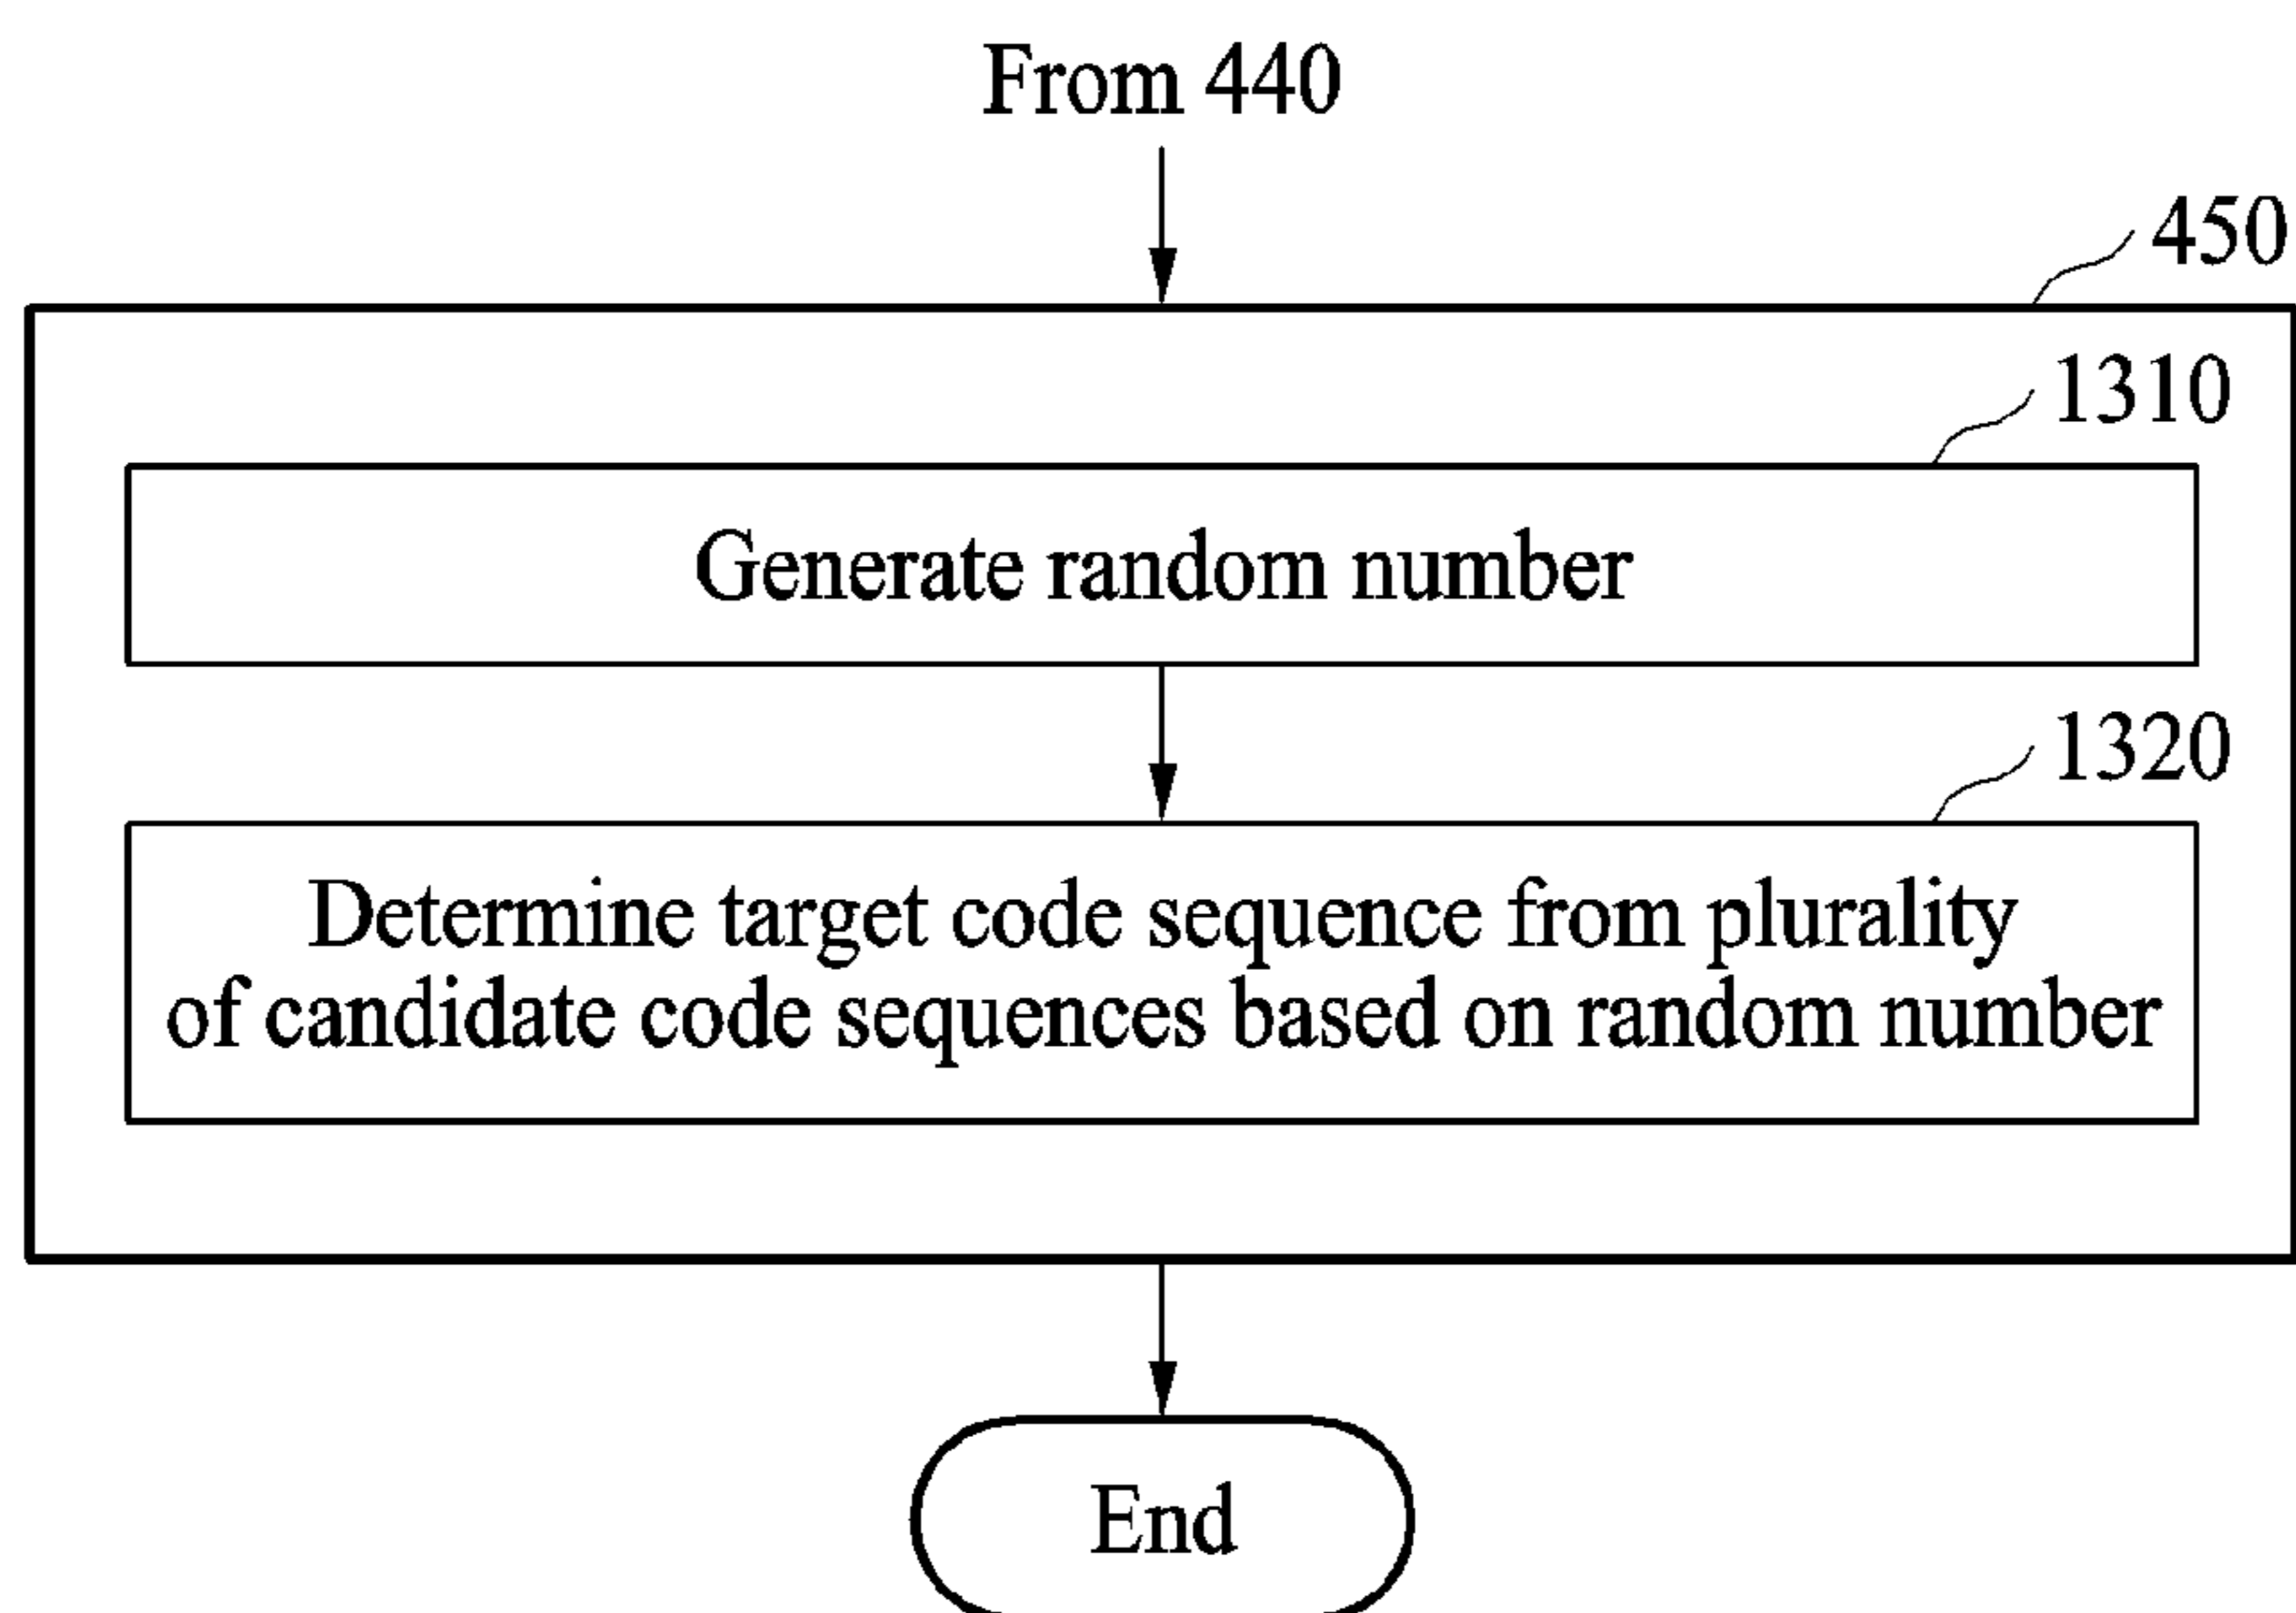 From 440
450
1310
Generate random number
1320
Determine target code sequence from plurality
of candidate code sequences based on random number
End